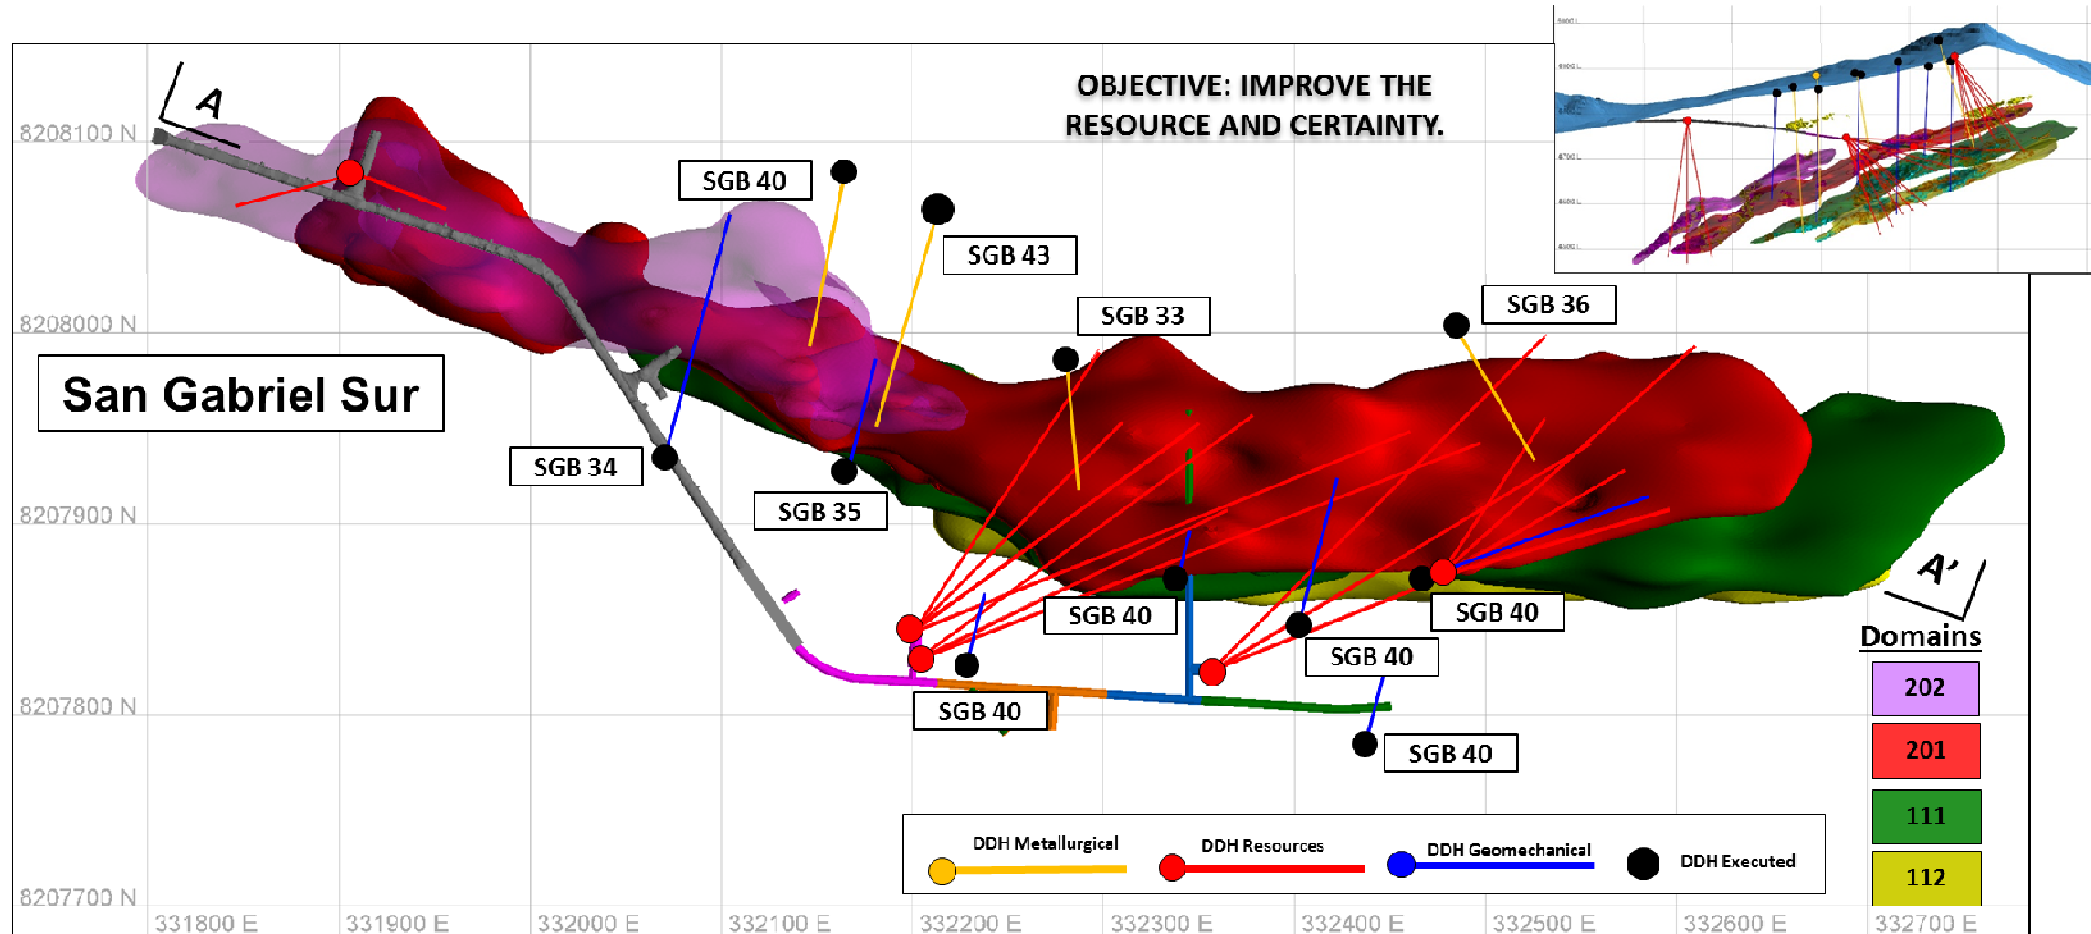 OBJECTIVE: IMPROVE THE
RESOURCE AND CERTAINTY.
A
8208100 N
SGB 40
SGB 43
SGB 36
SGB 33
8208000 N
San Gabriel Sur
SGB 34
SGB 35
8207900 N
A’
SGB 40
SGB 40
Domains
SGB 40
202
8207800 N
SGB 40
SGB 40
201
111
DDH Metallurgical
DDH Resources
DDH Geomechanical
DDH Executed
112
8207700 N
331800 E
331900 E
332000 E
332100 E
332200 E
332300 E
332400 E
332500 E
332600 E
332700 E